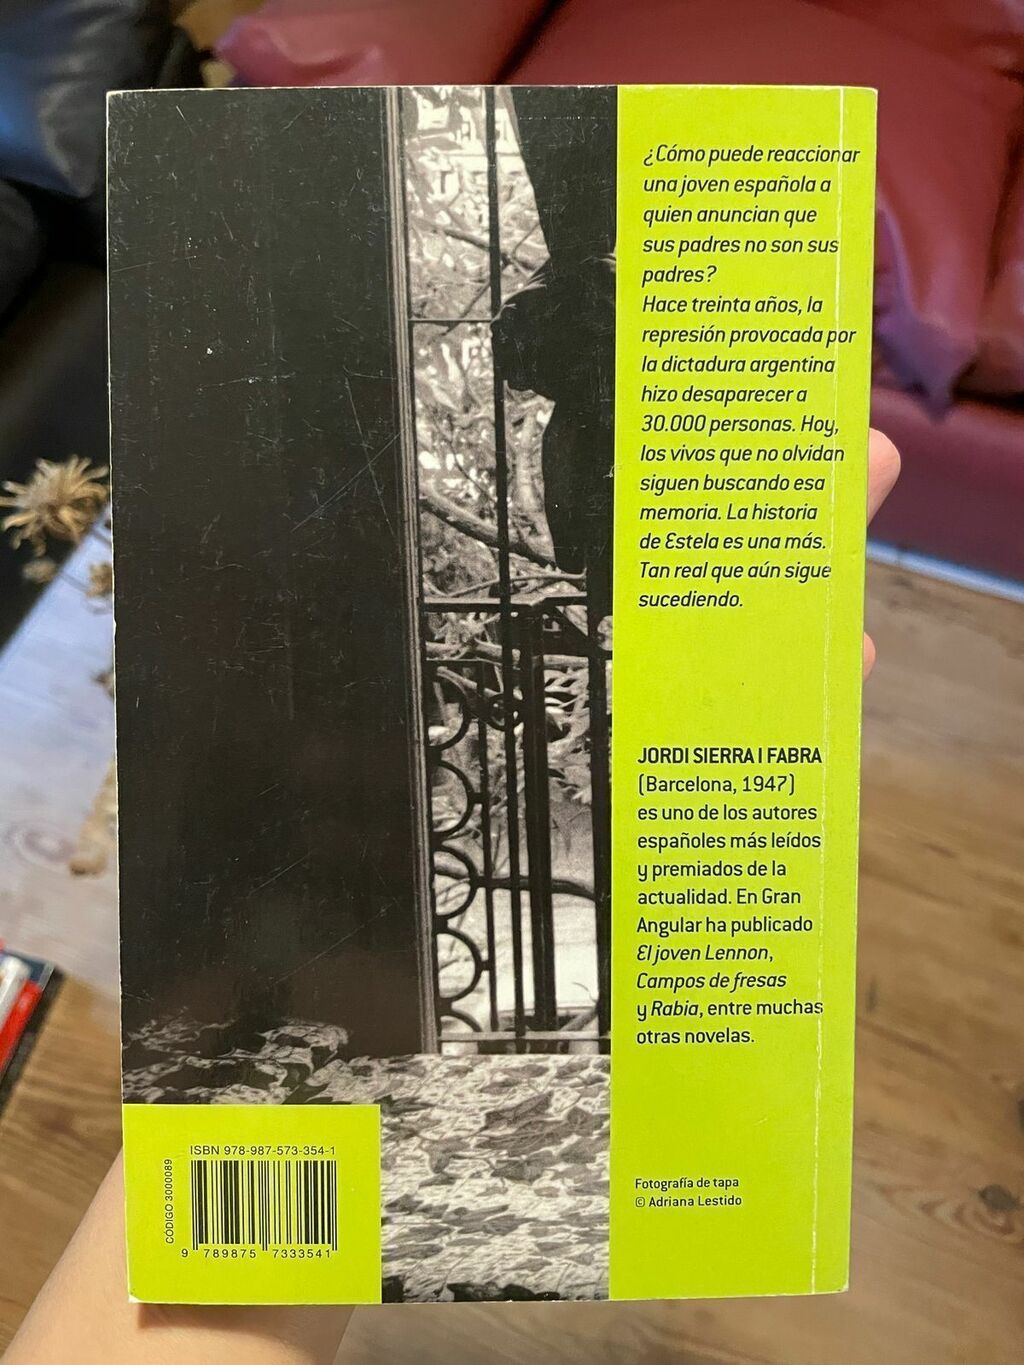 ¿Cómo puede reaccionar
una joven española a
quien anuncian que
sus padres no son sus
padres?
Hace treinta años, la
represión provocada por
la dictadura argentina
hizo desaparecer a
30.000 personas. Hoy,
los vivos que no olvidan
siguen buscando esa
memoria. La historia
de Estela es una más.
Tan real que aún sigue
sucediendo.
JORDI SIERRA I FABRA
(Barcelona, 1947)
es uno de los autores
españoles más leídos
y premiados de la
actualidad. En Gran
Angular ha publicado
El joven Lennon,
Campos de fresas
y Rabia, entre muchas
otras novelas.
Fotografía de tapa
© Adriana Lestido
ISBN 978-987-573-354-1
CÓDIGO 3000089
9 789875 733541